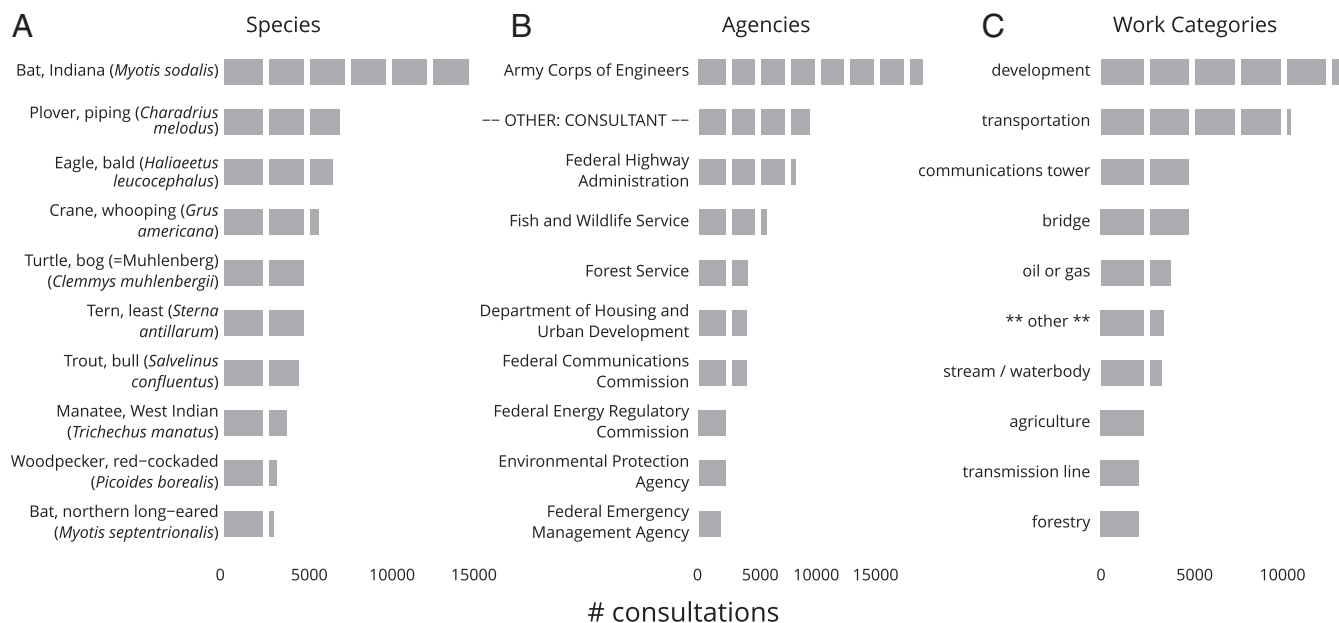 A
Species
Bat, Indiana (Myotis sodalis)
Plover, piping (Charadrius
melodus)
Eagle, bald (Haliaeetus
leucocephalus)
Crane, whooping (Grus
americana)
Turtle, bog (=Muhlenberg)
(Clemmys muhlenbergii)
Tern, least (Sterna
antillarum)
Trout, bull (Salvelinus
confluentus)
Manatee, West Indian
(Trichechus manatus)
Woodpecker, red−cockaded
(Picoides borealis)
Bat, northern long−eared
(Myotis septentrionalis)
0 5000 10000 15000
B
Agencies
Army Corps of Engineers
−− OTHER: CONSULTANT −−
Federal Highway
Administration
Fish and Wildlife Service
Forest Service
Department of Housing and
Urban Development
Federal Communications
Commission
Federal Energy Regulatory
Commission
Environmental Protection
Agency
Federal Emergency
Management Agency
0 5000 10000 15000
C
Work Categories
development
transportation
communications tower
bridge
oil or gas
** other **
stream / waterbody
agriculture
transmission line
forestry
0 5000 10000
# consultations